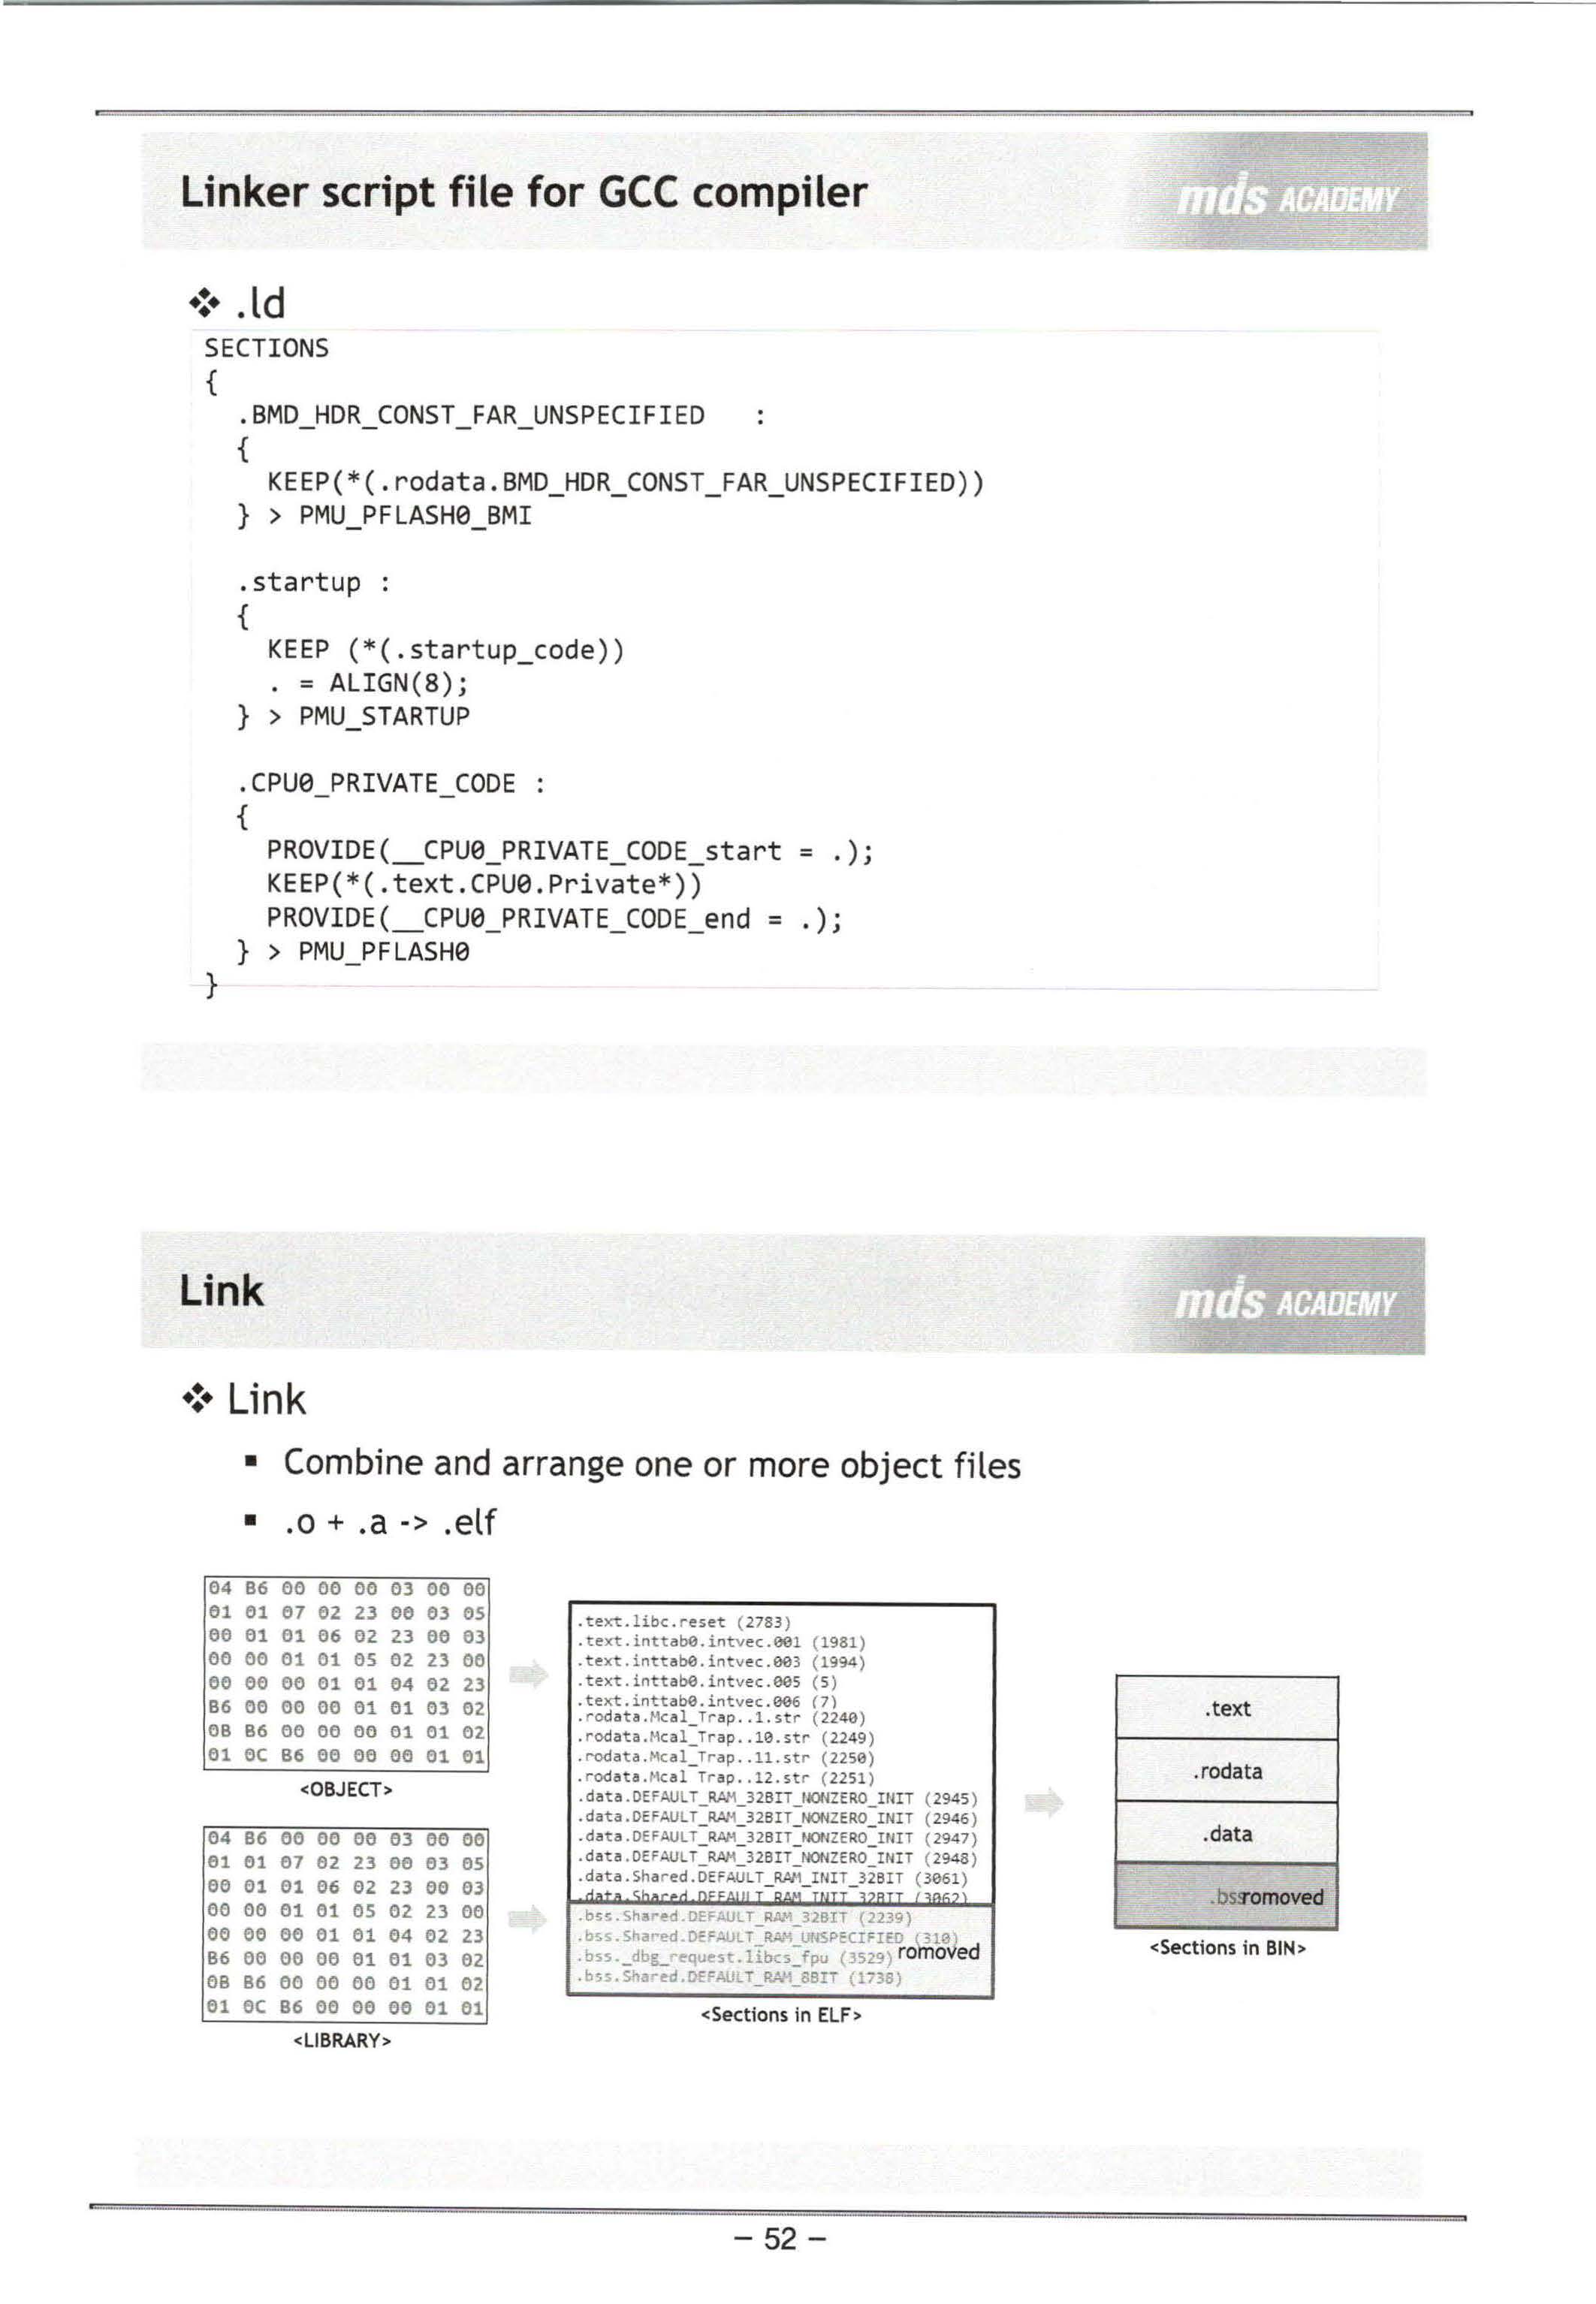 Linker script file for GCC compiler
mds ACADEMY
❖ .ld
SECTIONS
{
.BMD_HDR_CONST_FAR_UNSPECIFIED :
{
KEEP(*(.rodata.BMD_HDR_CONST_FAR_UNSPECIFIED))
} > PMU_PFLASH0_BMI
.startup :
{
KEEP (*(.startup_code))
. = ALIGN(8);
} > PMU_STARTUP
.CPU0_PRIVATE_CODE :
{
PROVIDE(__CPU0_PRIVATE_CODE_start = .);
KEEP(*(.text.CPU0.Private*))
PROVIDE(__CPU0_PRIVATE_CODE_end = .);
} > PMU_PFLASH0
}
Link
mds ACADEMY
❖ Link
▪ Combine and arrange one or more object files
▪ .o + .a -> .elf
04 B6 00 00 00 03 00 00
01 01 07 02 23 00 03 05
00 01 01 06 02 23 00 03
00 00 01 01 05 02 23 00
00 00 00 01 01 04 02 23
B6 00 00 00 01 01 03 02
0B B6 00 00 00 01 01 02
01 0C B6 00 00 00 01 01
<OBJECT>
04 B6 00 00 00 03 00 00
01 01 07 02 23 00 03 05
00 01 01 06 02 23 00 03
00 00 01 01 05 02 23 00
00 00 00 01 01 04 02 23
B6 00 00 00 01 01 03 02
0B B6 00 00 00 01 01 02
01 0C B6 00 00 00 01 01
<LIBRARY>
.text.libc.reset (2783)
.text.inttab0.intvec.001 (1981)
.text.inttab0.intvec.003 (1994)
.text.inttab0.intvec.005 (5)
.text.inttab0.intvec.006 (7)
.rodata.Mcal_Trap..1.str (2240)
.rodata.Mcal_Trap..10.str (2249)
.rodata.Mcal_Trap..11.str (2250)
.rodata.Mcal Trap..12.str (2251)
.data.DEFAULT_RAM_32BIT_NONZERO_INIT (2945)
.data.DEFAULT_RAM_32BIT_NONZERO_INIT (2946)
.data.DEFAULT_RAM_32BIT_NONZERO_INIT (2947)
.data.DEFAULT_RAM_32BIT_NONZERO_INIT (2948)
.data.Shared.DEFAULT_RAM_INIT_32BIT (3061)
.data.Shared.DEFAULT_RAM_INIT_32BIT (3062)
.bss.Shared.DEFAULT_RAM_32BIT (2239)
.bss.Shared.DEFAULT_RAM_UNSPECIFIED (310)
.bss._dbg_request.libcs_fpu (3529) romoved
.bss.Shared.DEFAULT_RAM_8BIT (1738)
<Sections in ELF>
.text
.rodata
.data
.bss romoved
<Sections in BIN>
– 52 –